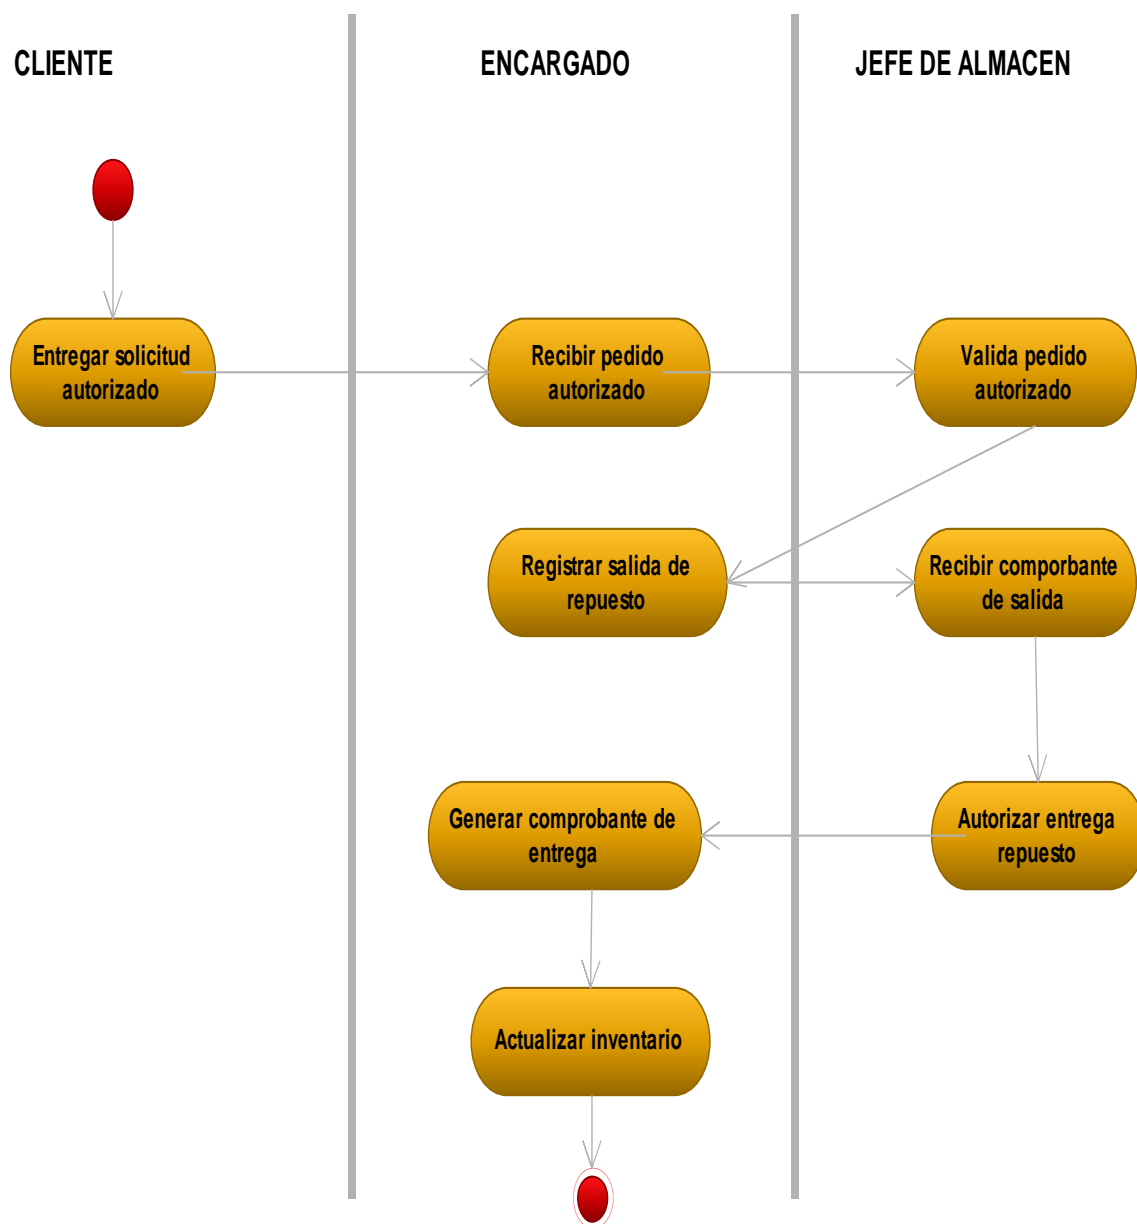 CLIENTE
ENCARGADO
JEFE DE ALMACEN
Entregar solicitud
autorizado
Recibir pedido
autorizado
Valida pedido
autorizado
Registrar salida de
repuesto
Recibir comporbante
de salida
Generar comprobante de
entrega
Autorizar entrega
repuesto
Actualizar inventario